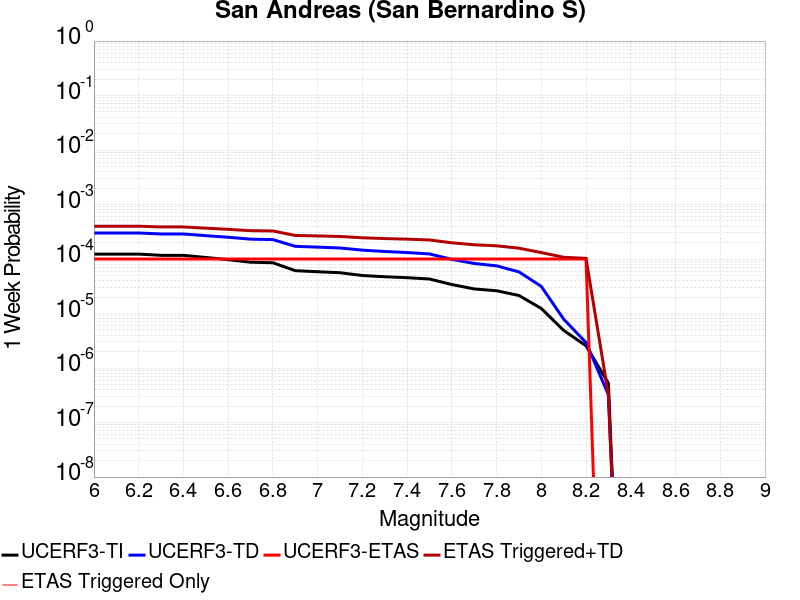 San Andreas (San Bernardino S)
10^0
10^-1
10^-2
10^-3
10^-4
10^-5
10^-6
10^-7
10^-8
1 Week Probability
6 6.2 6.4 6.6 6.8 7 7.2 7.4 7.6 7.8 8 8.2 8.4 8.6 8.8 9
Magnitude
UCERF3-TI UCERF3-TD UCERF3-ETAS ETAS Triggered+TD
ETAS Triggered Only